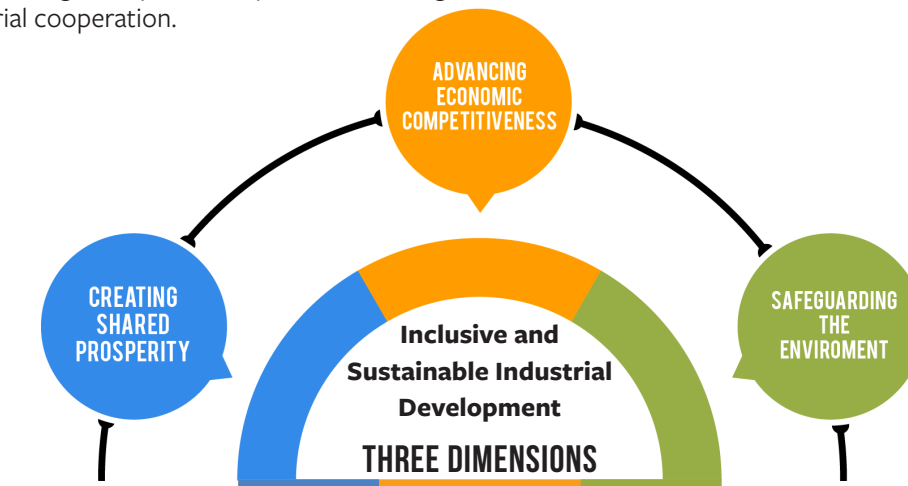 rial cooperation.
ADVANCING
ECONOMIC
COMPETITIVENESS
CREATING
SHARED
PROSPERITY
SAFEGUARDING
THE
ENVIROMENT
Inclusive and
Sustainable Industrial
Development
THREE DIMENSIONS